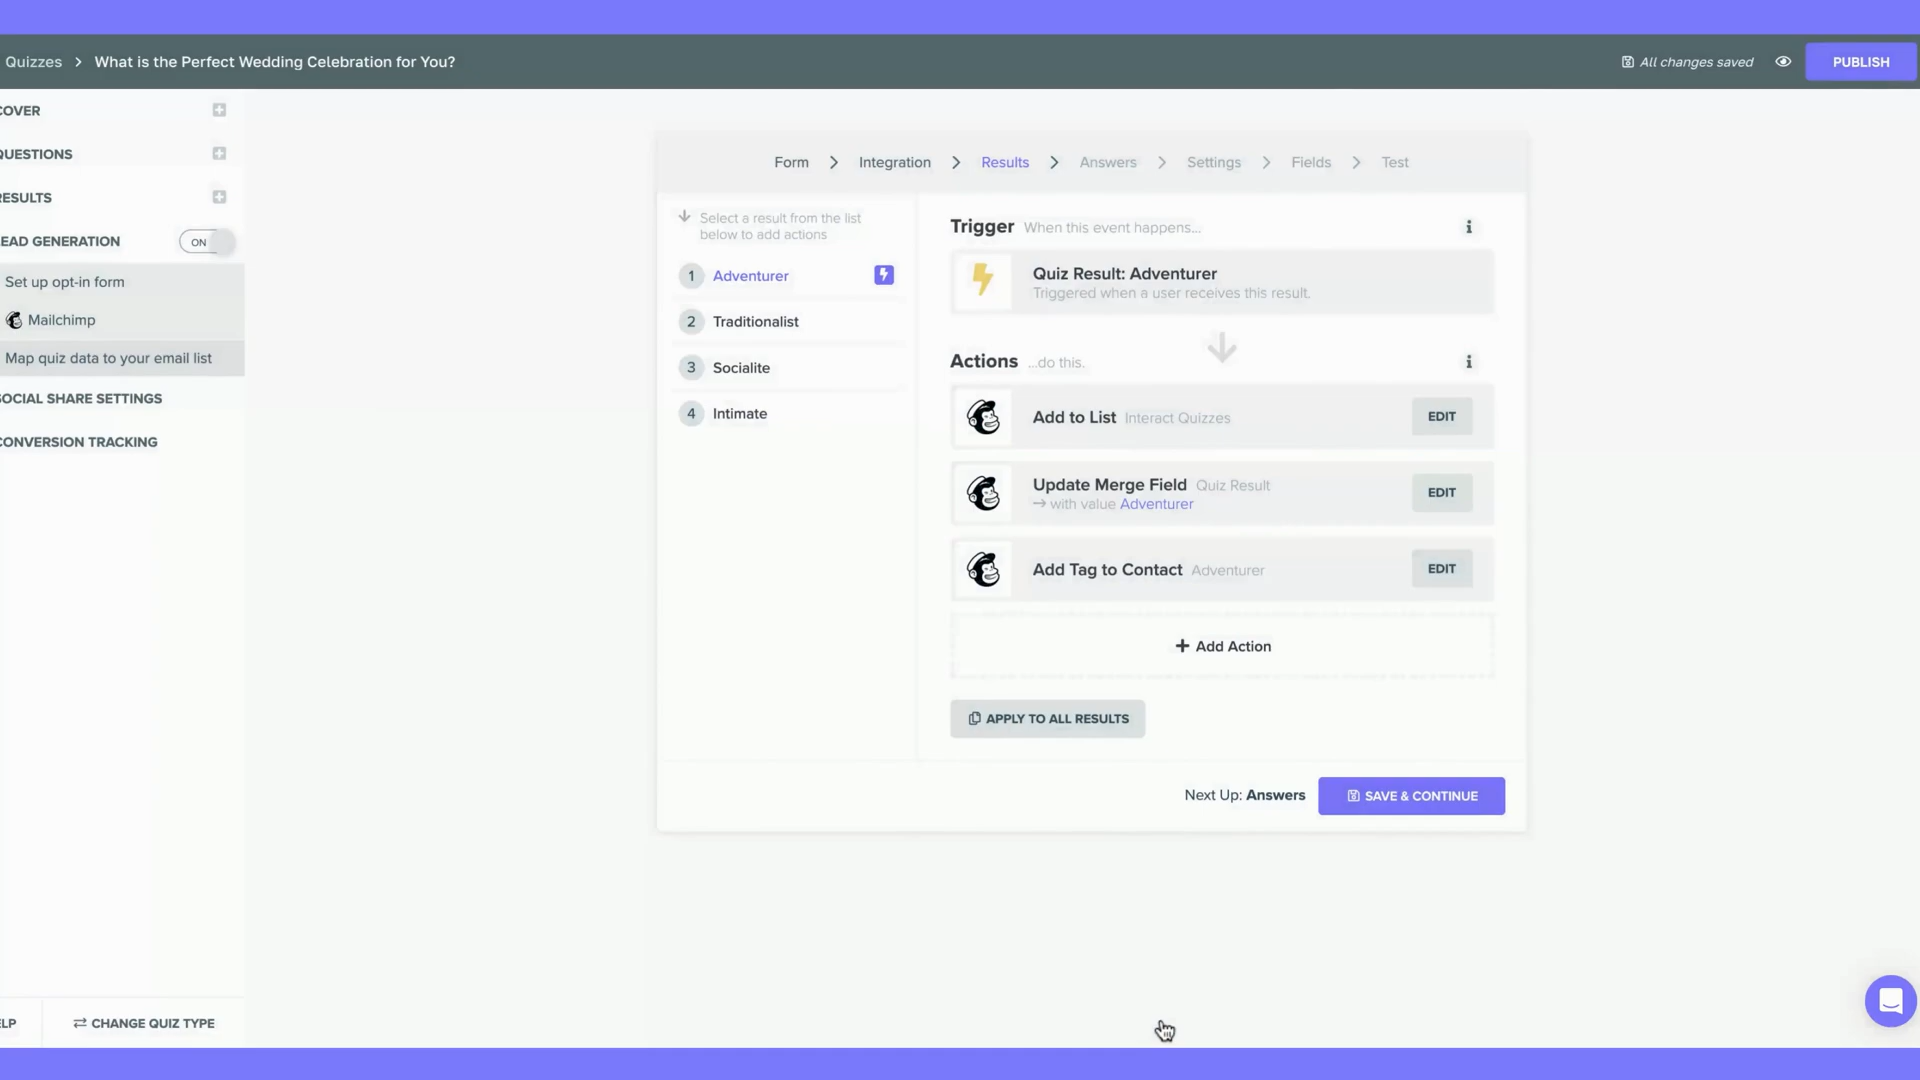 Quizzes > What is the Perfect Wedding Celebration for You?
All changes saved
PUBLISH
COVER
QUESTIONS
RESULTS
LEAD GENERATION
ON
Set up opt-in form
Mailchimp
Map quiz data to your email list
SOCIAL SHARE SETTINGS
CONVERSION TRACKING
ELP
CHANGE QUIZ TYPE
Form > Integration > Results > Answers > Settings > Fields > Test
Select a result from the list
below to add actions
1 Adventurer
2 Traditionalist
3 Socialite
4 Intimate
Trigger When this event happens...
Quiz Result: Adventurer
Triggered when a user receives this result.
Actions ...do this.
Add to List Interact Quizzes
EDIT
Update Merge Field Quiz Result
→ with value Adventurer
EDIT
Add Tag to Contact Adventurer
EDIT
+ Add Action
APPLY TO ALL RESULTS
Next Up: Answers
SAVE & CONTINUE